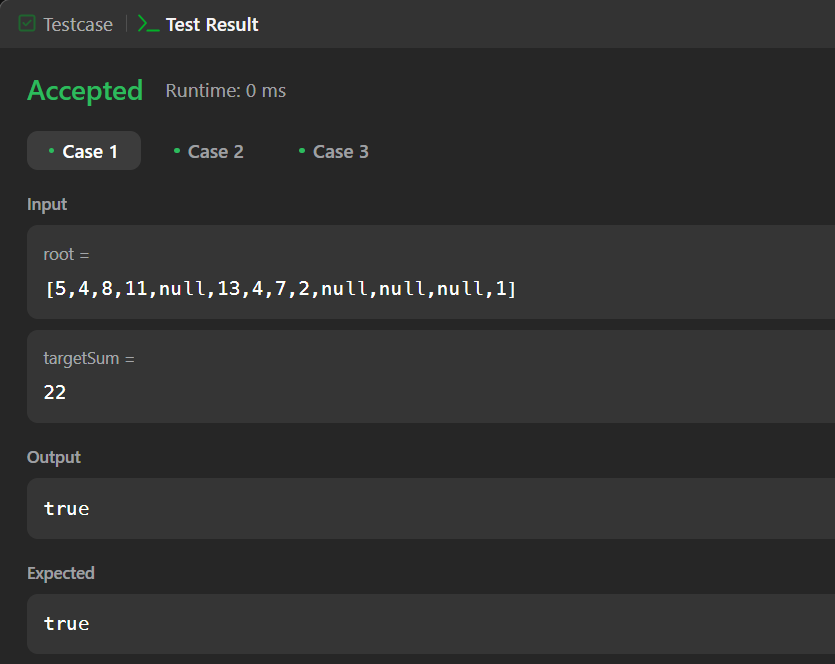 Testcase Test Result
Accepted Runtime: 0 ms
Case 1 Case 2 Case 3
Input
root =
[5,4,8,11,null,13,4,7,2,null,null,null,1]
targetSum =
22
Output
true
Expected
true